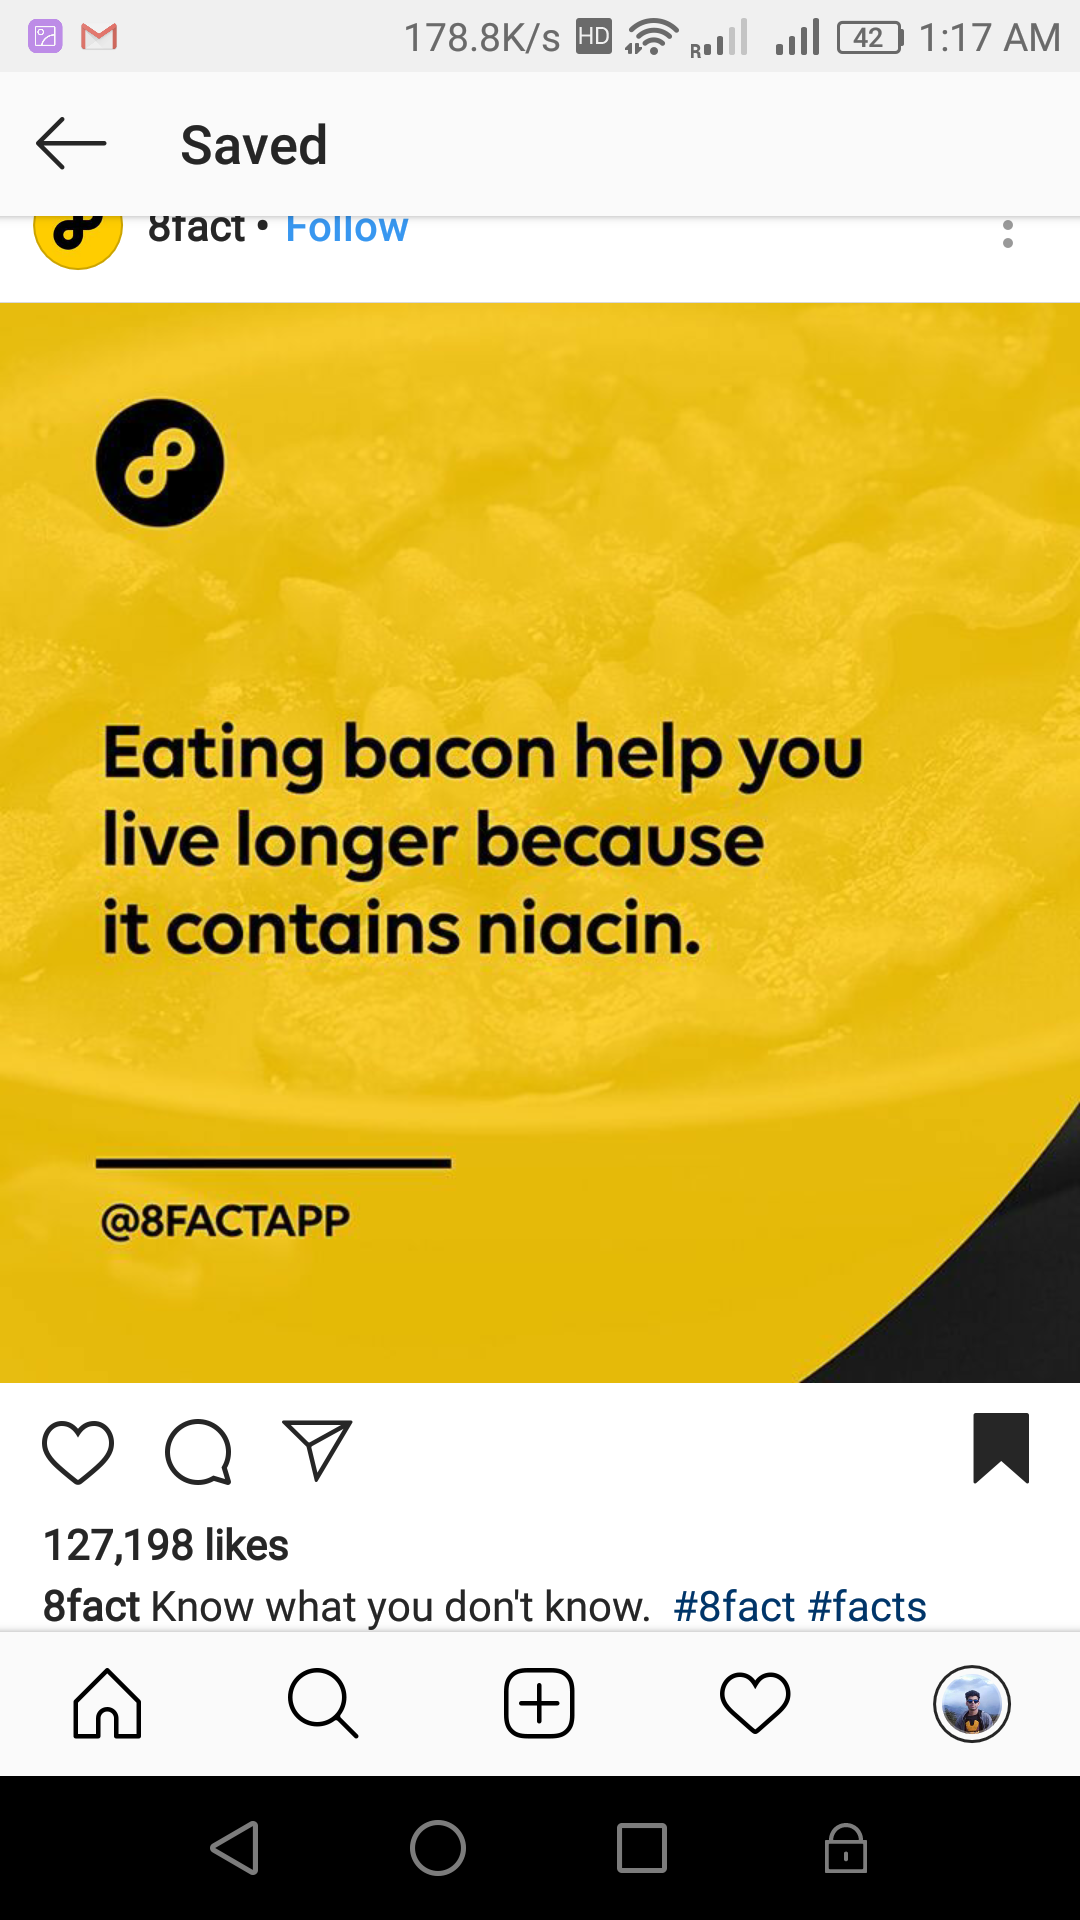 178.8K/s HD R 42 1:17 AM
Saved
8fact • Follow
Eating bacon help you
live longer because
it contains niacin.
@8FACTAPP
127,198 likes
8fact Know what you don't know. #8fact #facts